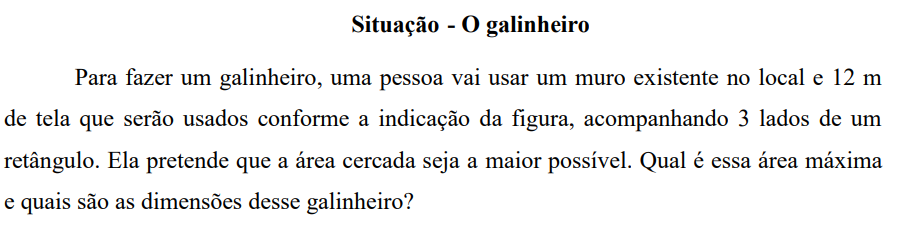 Situação - O galinheiro
Para fazer um galinheiro, uma pessoa vai usar um muro existente no local e 12 m
de tela que serão usados conforme a indicação da figura, acompanhando 3 lados de um
retângulo. Ela pretende que a área cercada seja a maior possível. Qual é essa área máxima
e quais são as dimensões desse galinheiro?